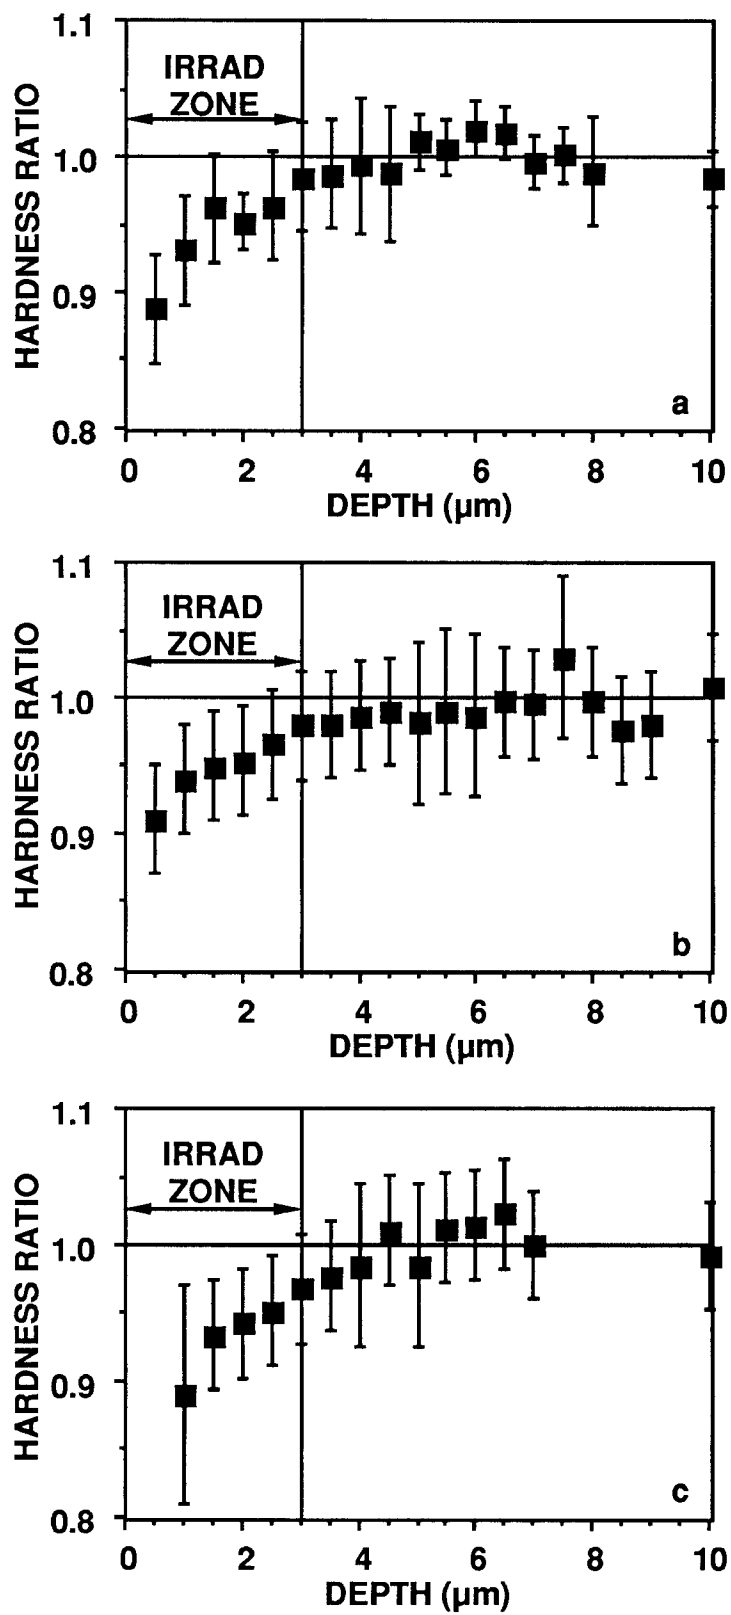 1.1
IRRAD
ZONE
1.0
0.9
0.8
HARDNESS RATIO
a
0 2 4 6 8 10
DEPTH (µm)
1.1
IRRAD
ZONE
1.0
0.9
0.8
HARDNESS RATIO
b
0 2 4 6 8 10
DEPTH (µm)
1.1
IRRAD
ZONE
1.0
0.9
0.8
HARDNESS RATIO
c
0 2 4 6 8 10
DEPTH (µm)